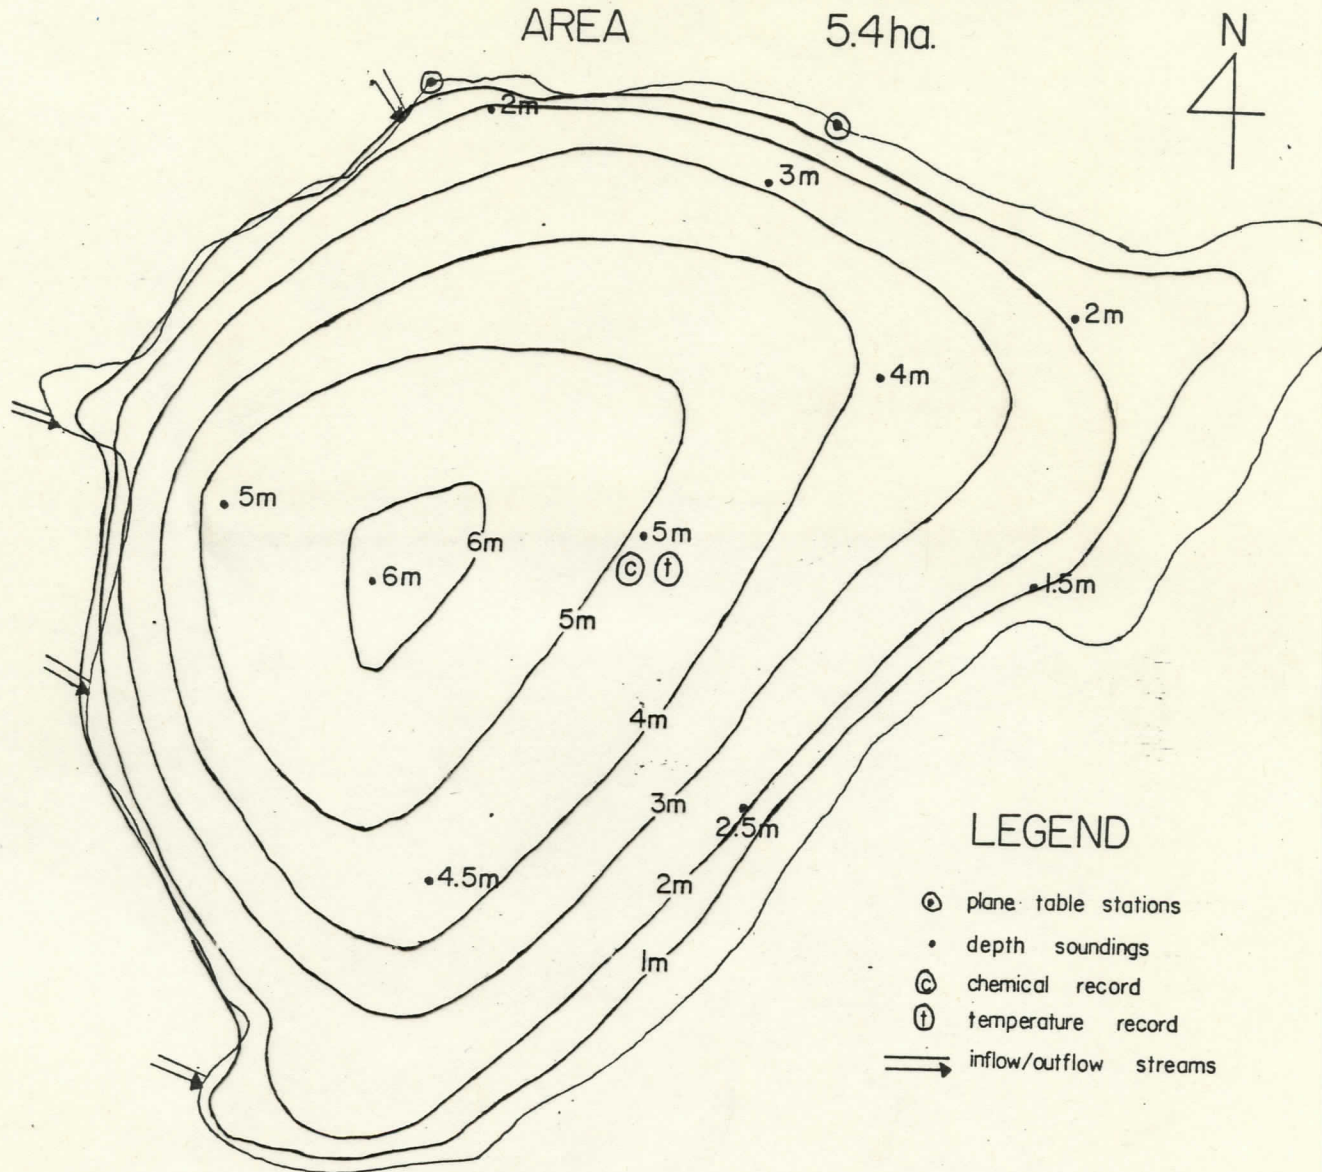 AREA 5.4ha.
N
2m
3m
2m
4m
5m
6m
5m
c t
6m
1.5m
5m
4m
3m
2.5m
4.5m
2m
1m
LEGEND
plane table stations
depth soundings
c chemical record
t temperature record
inflow/outflow streams